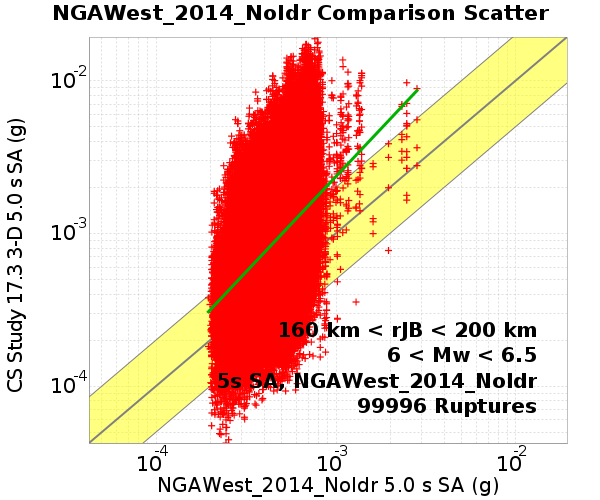 NGAWest_2014_NoIdr Comparison Scatter
CS Study 17.3 3-D 5.0 s SA (g)
10-2
10-3
10-4
160 km < rJB < 200 km
6 < Mw < 6.5
5s SA, NGAWest_2014_NoIdr
99996 Ruptures
10-4 10-3 10-2
NGAWest_2014_NoIdr 5.0 s SA (g)